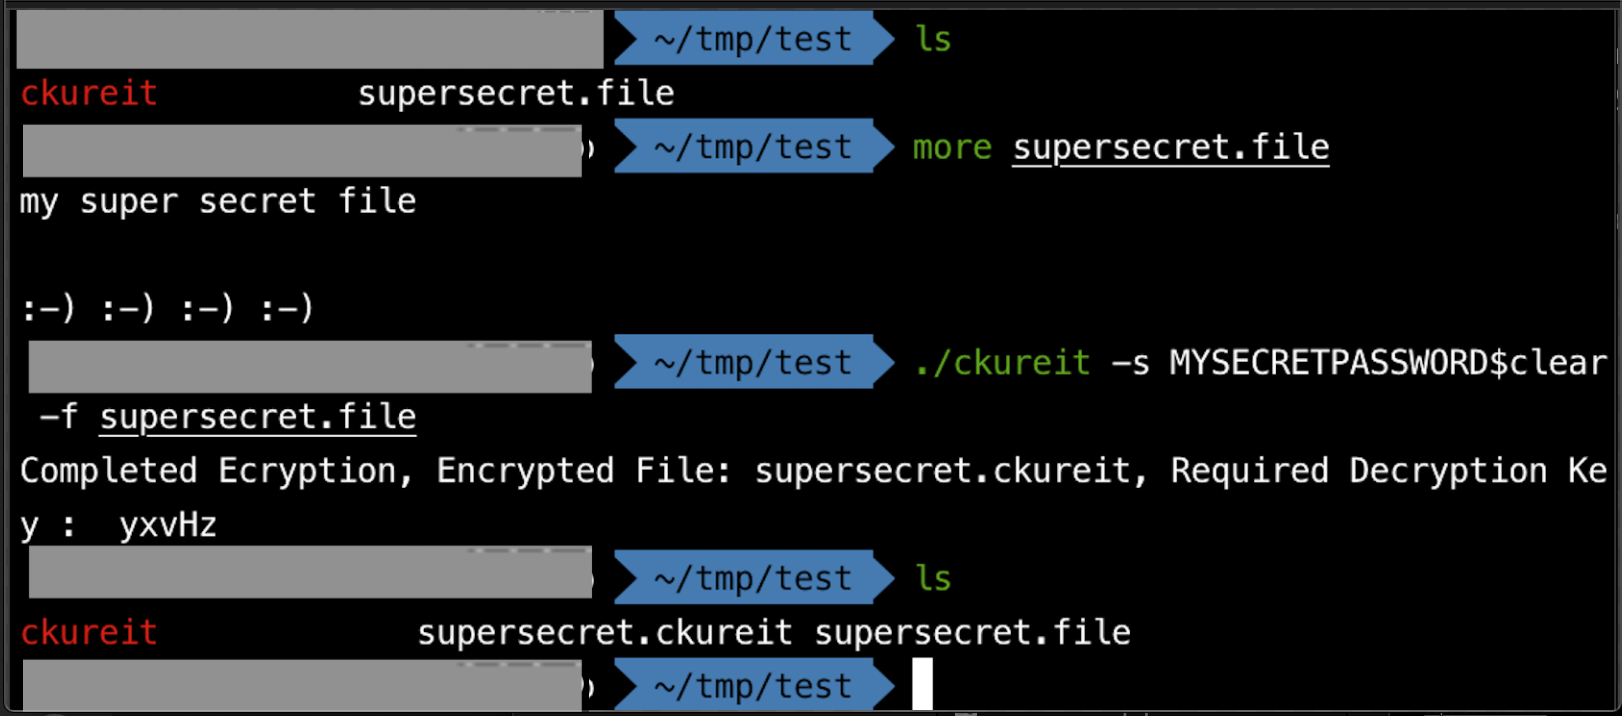 ~/tmp/test ls
ckureit supersecret.file
~/tmp/test more supersecret.file
my super secret file
:-) :-) :-) :-)
~/tmp/test ./ckureit -s MYSECRETPASSWORD$clear
-f supersecret.file
Completed Ecryption, Encrypted File: supersecret.ckureit, Required Decryption Ke
y : yxvHz
~/tmp/test ls
ckureit supersecret.ckureit supersecret.file
~/tmp/test